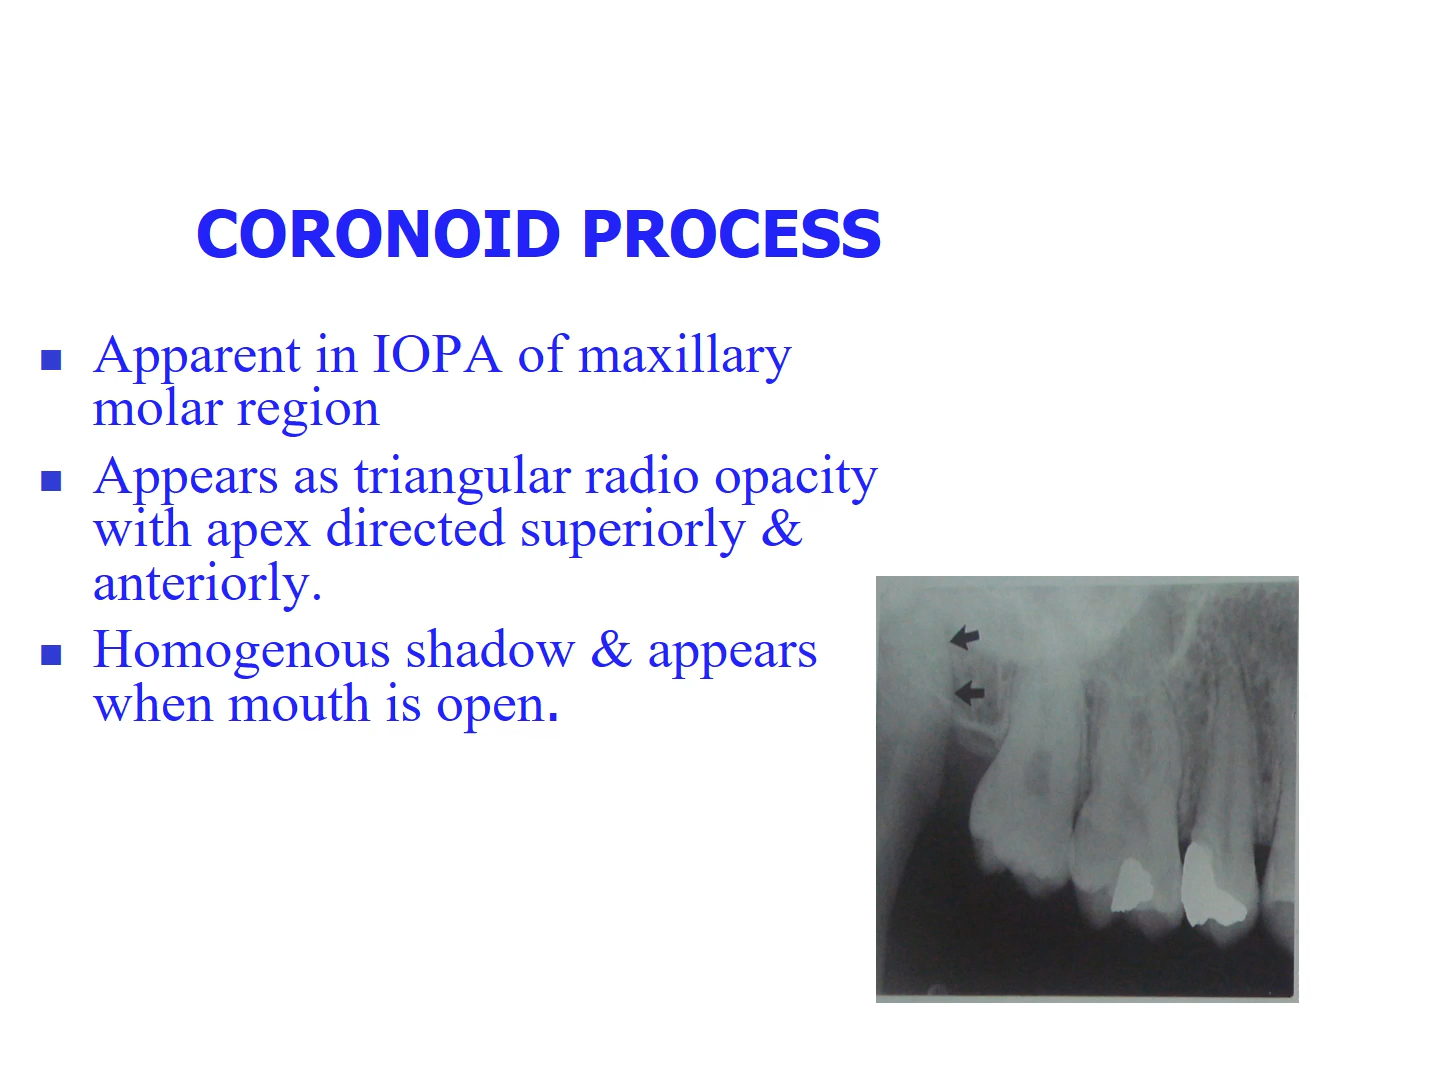 CORONOID PROCESS
■ Apparent in IOPA of maxillary
molar region
■ Appears as triangular radio opacity
with apex directed superiorly &
anteriorly.
■ Homogenous shadow & appears
when mouth is open.